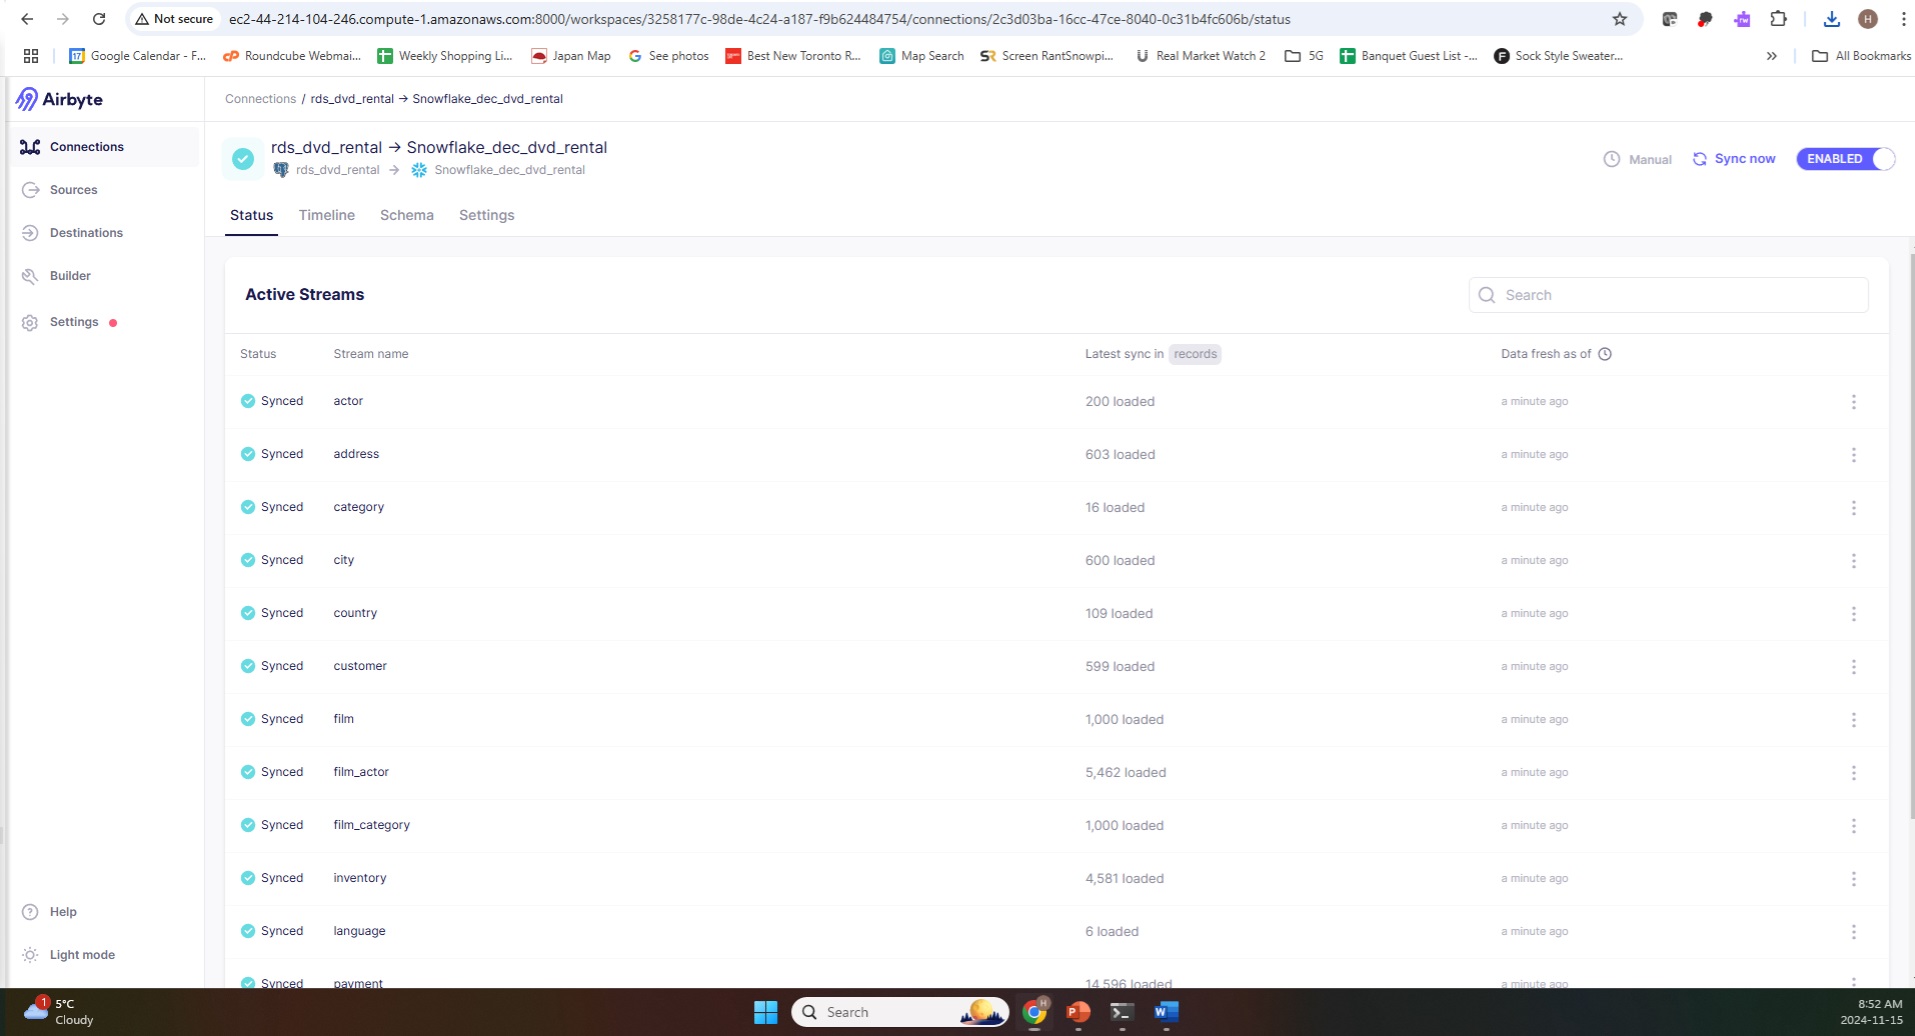 Not secure ec2-44-214-104-246.compute-1.amazonaws.com:8000/workspaces/3258177c-98de-4c24-a187-f9b624484754/connections/2c3d03ba-16cc-47ce-8040-0c31b4fc606b/status H
17 Google Calendar - F... Roundcube Webmai... Weekly Shopping Li... Japan Map See photos Best New Toronto R... Map Search SR Screen RantSnowpi... Real Market Watch 2 5G Banquet Guest List -... F Sock Style Sweater... » All Bookmarks
Airbyte
Connections / rds_dvd_rental → Snowflake_dec_dvd_rental
Connections
Sources
Destinations
Builder
Settings
rds_dvd_rental → Snowflake_dec_dvd_rental
rds_dvd_rental → Snowflake_dec_dvd_rental
Manual Sync now ENABLED
Status Timeline Schema Settings
Active Streams
Search
Status Stream name Latest sync in records Data fresh as of
Synced actor 200 loaded a minute ago
Synced address 603 loaded a minute ago
Synced category 16 loaded a minute ago
Synced city 600 loaded a minute ago
Synced country 109 loaded a minute ago
Synced customer 599 loaded a minute ago
Synced film 1,000 loaded a minute ago
Synced film_actor 5,462 loaded a minute ago
Synced film_category 1,000 loaded a minute ago
Synced inventory 4,581 loaded a minute ago
Synced language 6 loaded a minute ago
Synced payment 14,596 loaded
Help
Light mode
1 5°C
Cloudy
Search
H P W
8:52 AM
2024-11-15